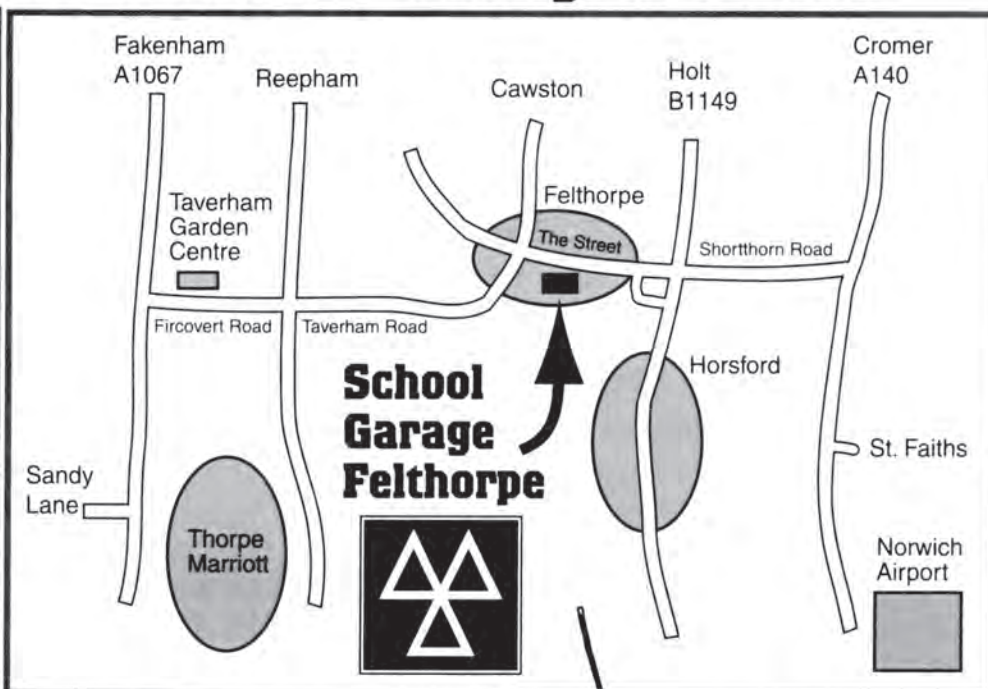 Fakenham
A1067
Reepham
Cawston
Holt
B1149
Cromer
A140
Taverham
Garden
Centre
Felthorpe
The Street
Shortthorn Road
Fircovert Road
Taverham Road
School
Garage
Felthorpe
Horsford
St. Faiths
Sandy
Lane
Thorpe
Marriott
Norwich
Airport